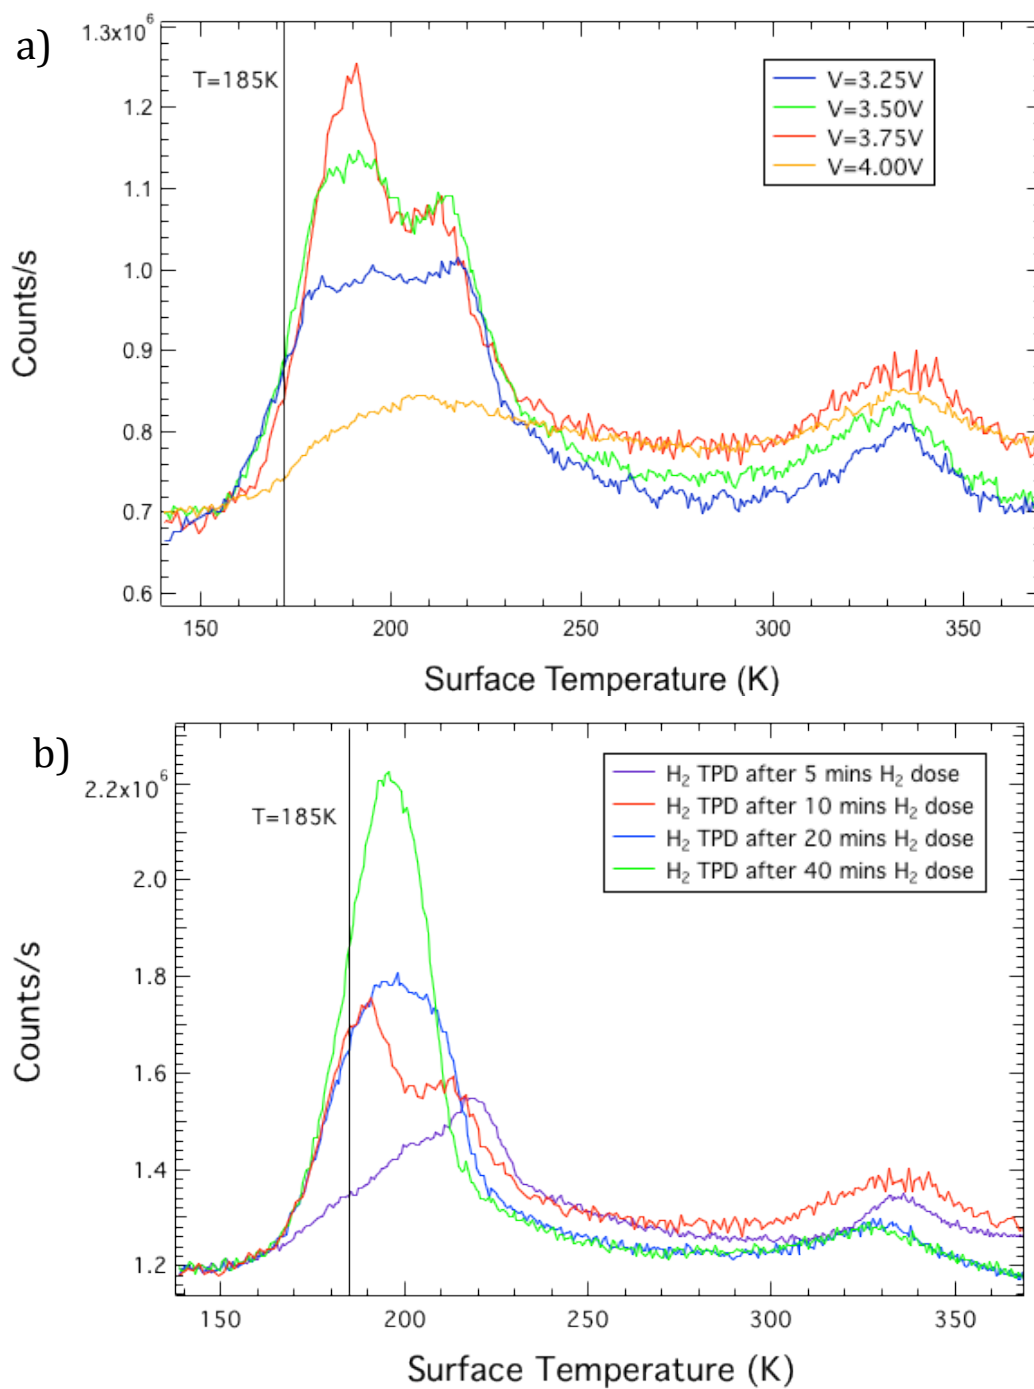 a)
1.3x10⁶
1.2
1.1
1.0
0.9
0.8
0.7
0.6
Counts/s
T=185K
V=3.25V
V=3.50V
V=3.75V
V=4.00V
150 200 250 300 350
Surface Temperature (K)
b)
2.2x10⁶
2.0
1.8
1.6
1.4
1.2
Counts/s
T=185K
H₂ TPD after 5 mins H₂ dose
H₂ TPD after 10 mins H₂ dose
H₂ TPD after 20 mins H₂ dose
H₂ TPD after 40 mins H₂ dose
150 200 250 300 350
Surface Temperature (K)